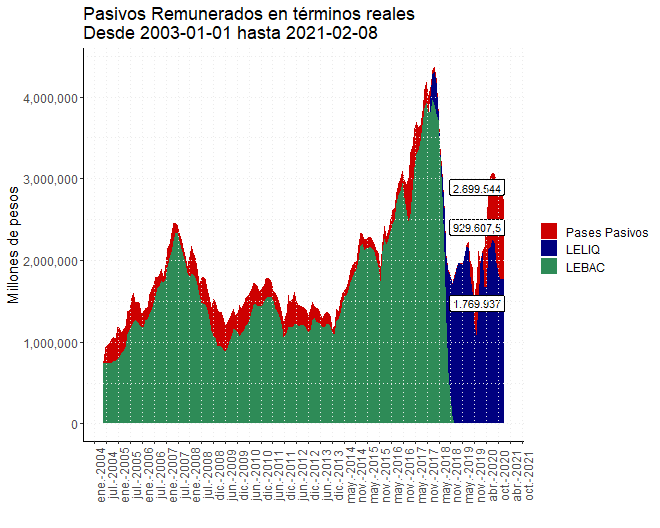 Pasivos Remunerados en términos reales
Desde 2003-01-01 hasta 2021-02-08
Millones de pesos
4,000,000
3,000,000
2,000,000
1,000,000
0
2.699.544
929.607,5
1.769.937
Pases Pasivos
LELIQ
LEBAC
ene.-2004
jul.-2004
ene.-2005
jul.-2005
ene.-2006
jul.-2006
ene.-2007
jul.-2007
ene.-2008
jul.-2008
dic.-2008
jun.-2009
dic.-2009
jun.-2010
dic.-2010
jun.-2011
dic.-2011
jun.-2012
dic.-2012
jun.-2013
dic.-2013
may.-2014
nov.-2014
may.-2015
nov.-2015
may.-2016
nov.-2016
may.-2017
nov.-2017
may.-2018
nov.-2018
may.-2019
nov.-2019
abr.-2020
oct.-2020
abr.-2021
oct.-2021